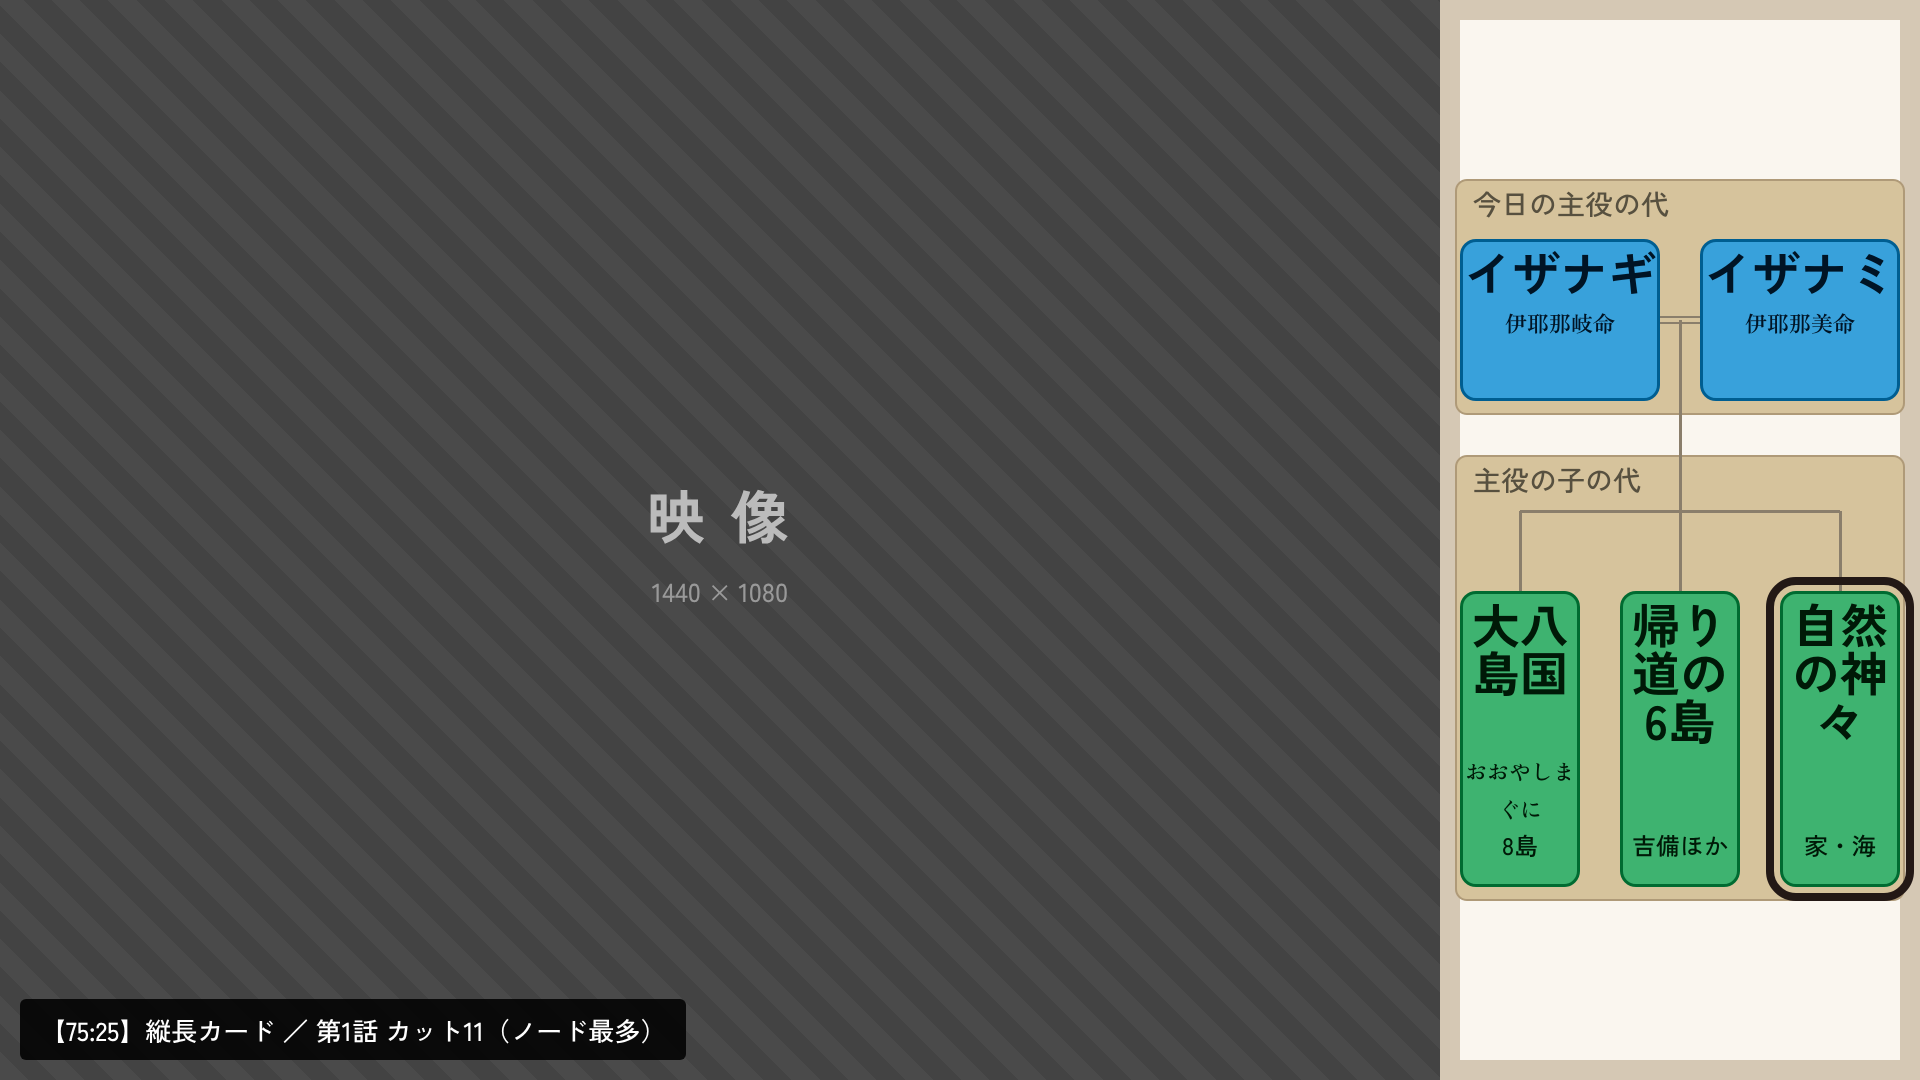 映 像
1440 × 1080
【75:25】縦長カード ／ 第1話 カット11（ノード最多）
今日の主役の代
イザナギ
伊耶那岐命
イザナミ
伊耶那美命
主役の子の代
大八
島国
おおやしま
ぐに
8島
帰り
道の
6島
吉備ほか
自然
の神
々
家・海